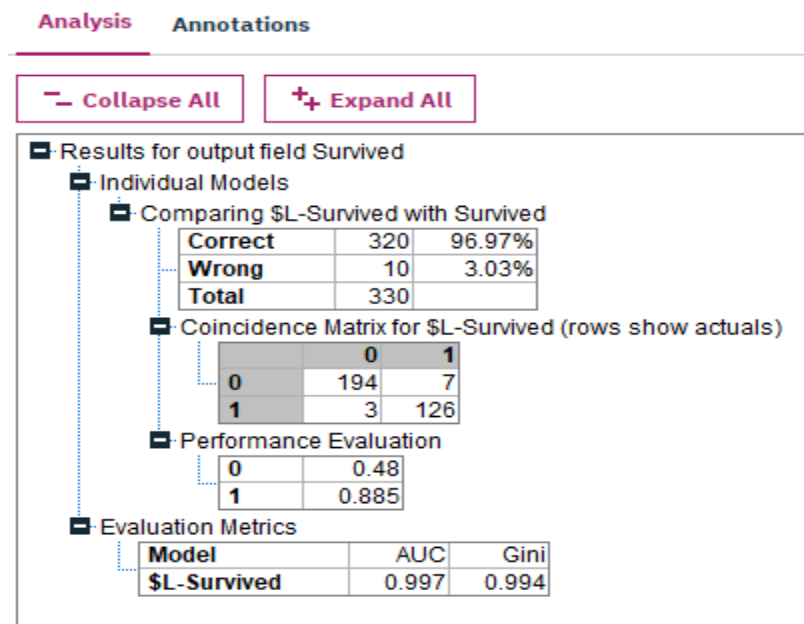 Analysis Annotations
Collapse All Expand All
Results for output field Survived
Individual Models
Comparing $L-Survived with Survived
Correct 320 96.97%
Wrong 10 3.03%
Total 330
Coincidence Matrix for $L-Survived (rows show actuals)
0 1
0 194 7
1 3 126
Performance Evaluation
0 0.48
1 0.885
Evaluation Metrics
Model AUC Gini
$L-Survived 0.997 0.994